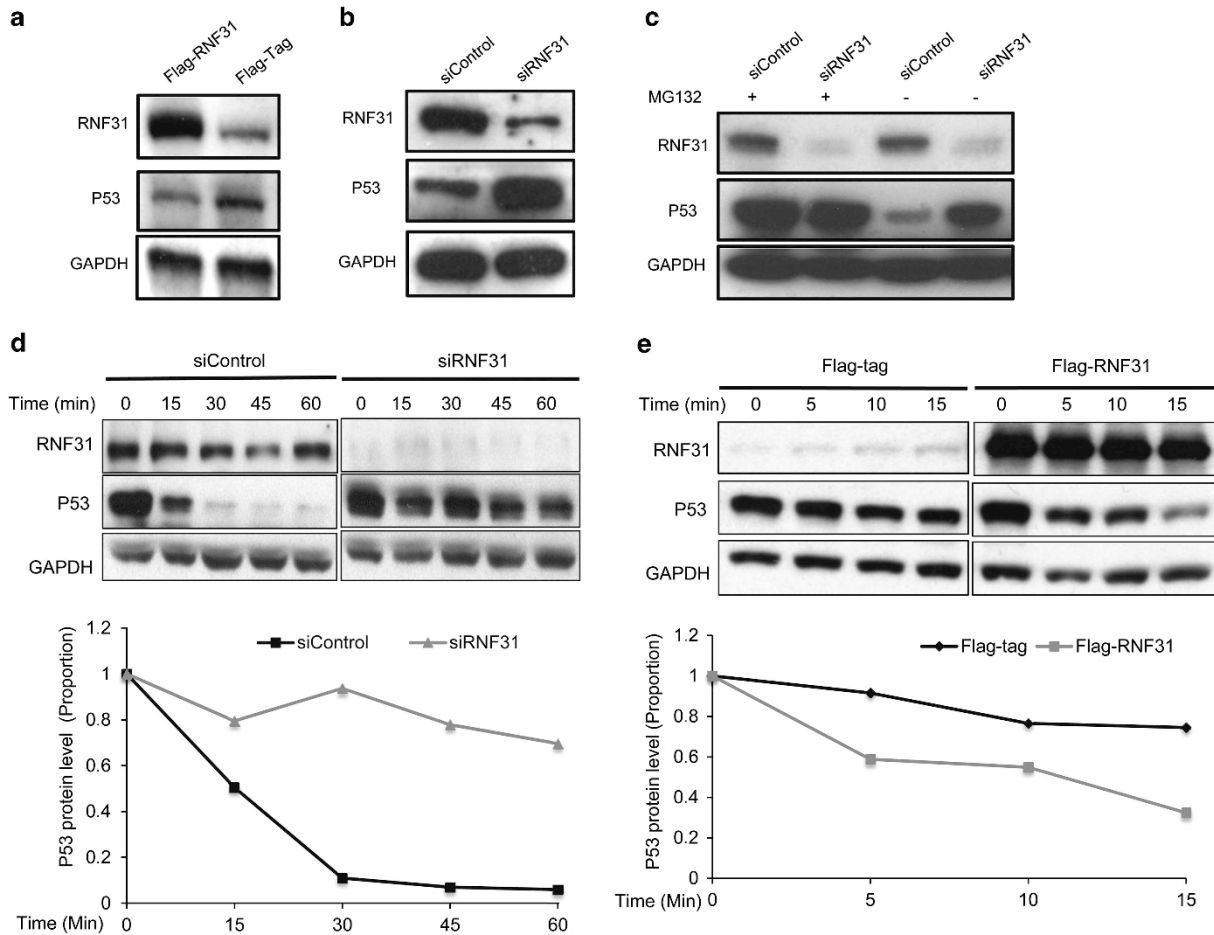 a
Flag-RNF31
Flag-Tag
RNF31
P53
GAPDH
b
siControl
siRNF31
RNF31
P53
GAPDH
c
siControl
siRNF31
siControl
siRNF31
MG132 + + - -
RNF31
P53
GAPDH
d
siControl siRNF31
Time (min) 0 15 30 45 60 0 15 30 45 60
RNF31
P53
GAPDH
siControl siRNF31
P53 protein level (Proportion)
1.2
1
0.8
0.6
0.4
0.2
0
Time (Min) 0 15 30 45 60
e
Flag-tag Flag-RNF31
Time (min) 0 5 10 15 0 5 10 15
RNF31
P53
GAPDH
Flag-tag Flag-RNF31
P53 protein level (Proportion)
1.2
1
0.8
0.6
0.4
0.2
0
Time (Min) 0 5 10 15